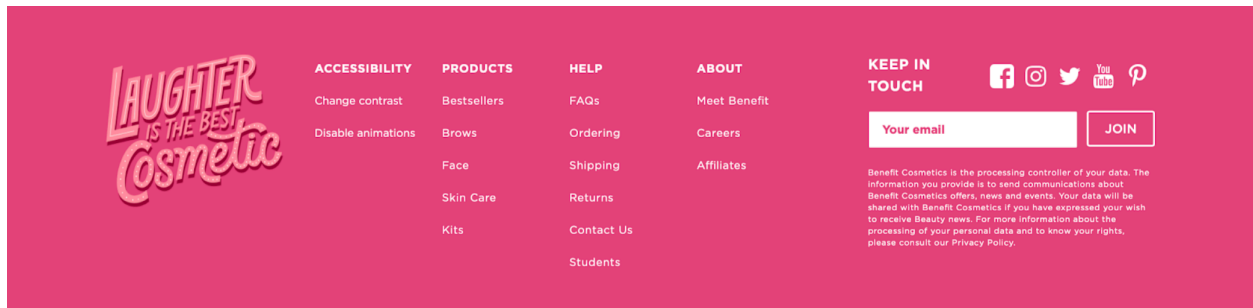 LAUGHTER
IS THE BEST
Cosmetic
ACCESSIBILITY
Change contrast
Disable animations
PRODUCTS
Bestsellers
Brows
Face
Skin Care
Kits
HELP
FAQs
Ordering
Shipping
Returns
Contact Us
Students
ABOUT
Meet Benefit
Careers
Affiliates
KEEP IN
TOUCH
You
Tube
Your email
JOIN
Benefit Cosmetics is the processing controller of your data. The
information you provide is to send communications about
Benefit Cosmetics offers, news and events. Your data will be
shared with Benefit Cosmetics if you have expressed your wish
to receive Beauty news. For more information about the
processing of your personal data and to know your rights,
please consult our Privacy Policy.